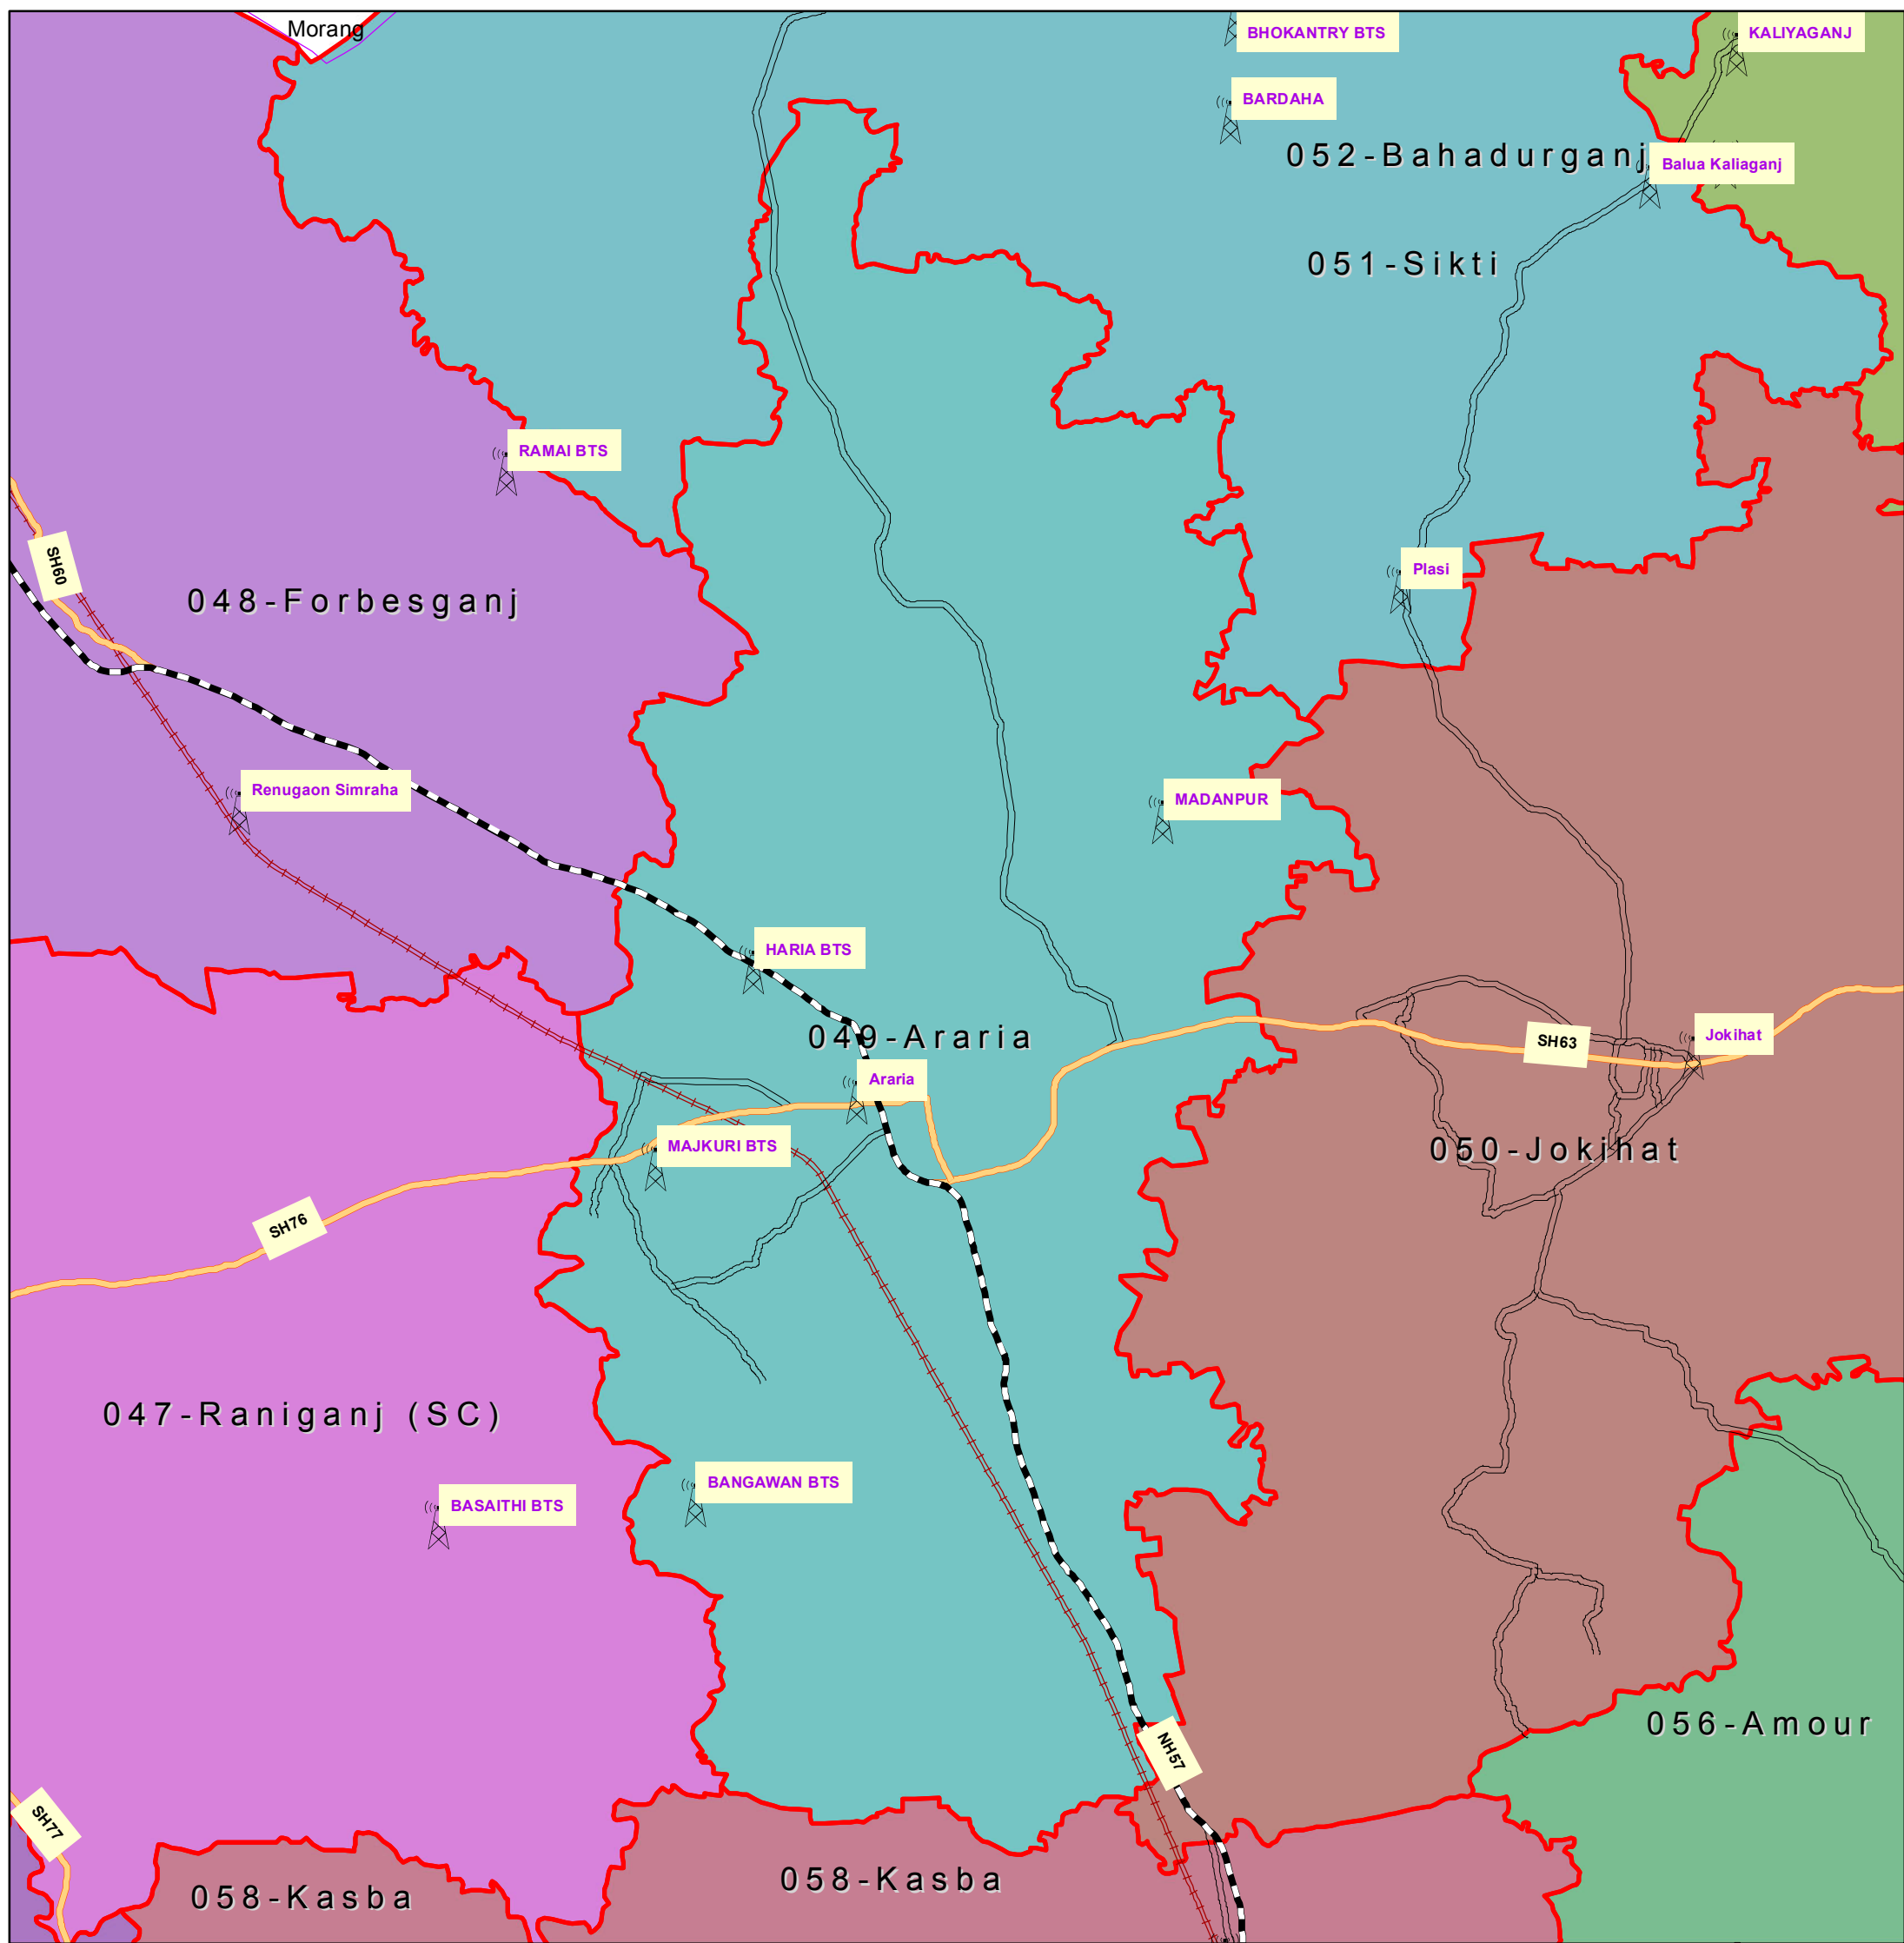 Morang
BHOKANTRY BTS
KALIYAGANJ
BARDAHA
052-Bahadurganj
Balua Kaliaganj
051-Sikti
RAMAI BTS
SH60
Plasi
048-Forbesganj
Renugaon Simraha
MADANPUR
HARIA BTS
049-Araria
SH63
Jokihat
Araria
MAJKURI BTS
050-Jokihat
SH76
047-Raniganj (SC)
BANGAWAN BTS
BASAITHI BTS
056-Amour
NH57
SH77
058-Kasba
058-Kasba